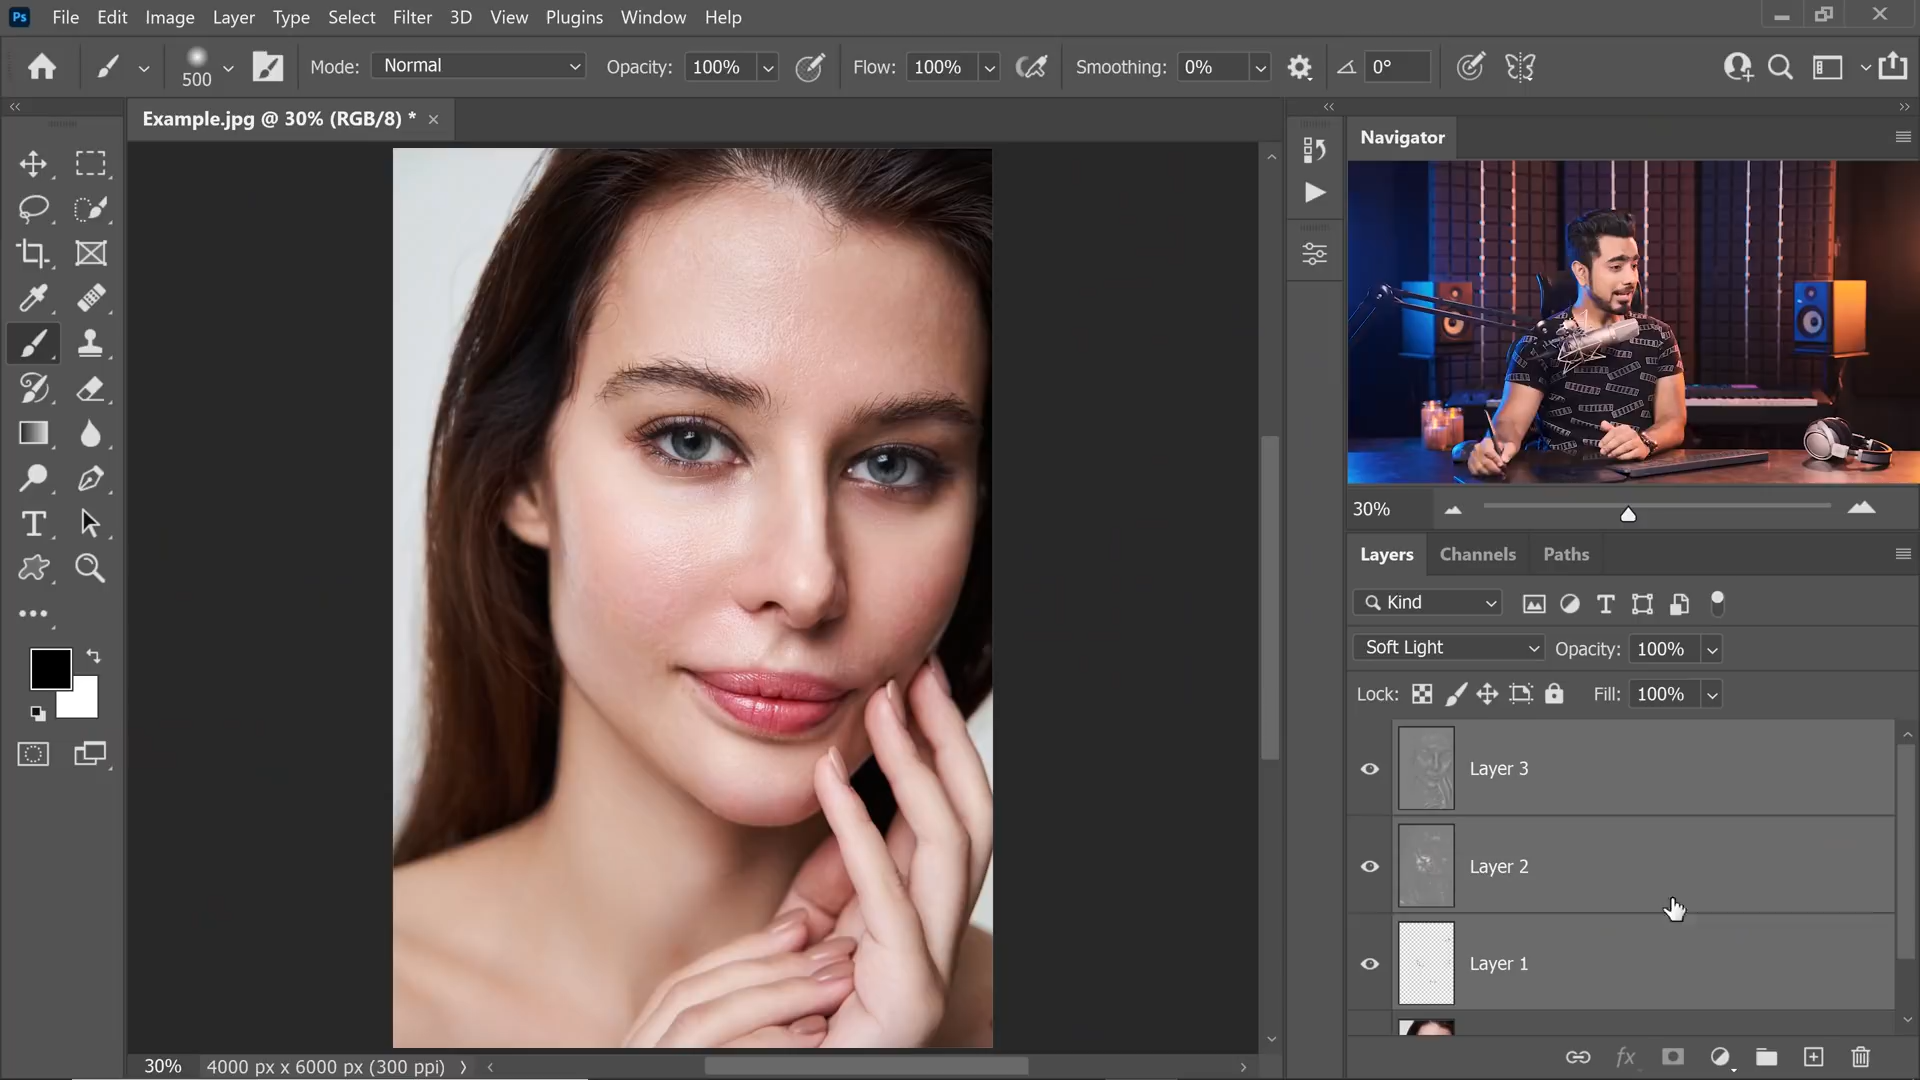 Ps File Edit Image Layer Type Select Filter 3D View Plugins Window Help
500 Mode: Normal Opacity: 100% Flow: 100% Smoothing: 0% 0°
Example.jpg @ 30% (RGB/8) * ×
Navigator
30%
Layers Channels Paths
Kind
Soft Light Opacity: 100%
Lock: Fill: 100%
Layer 3
Layer 2
Layer 1
fx
30% 4000 px x 6000 px (300 ppi)